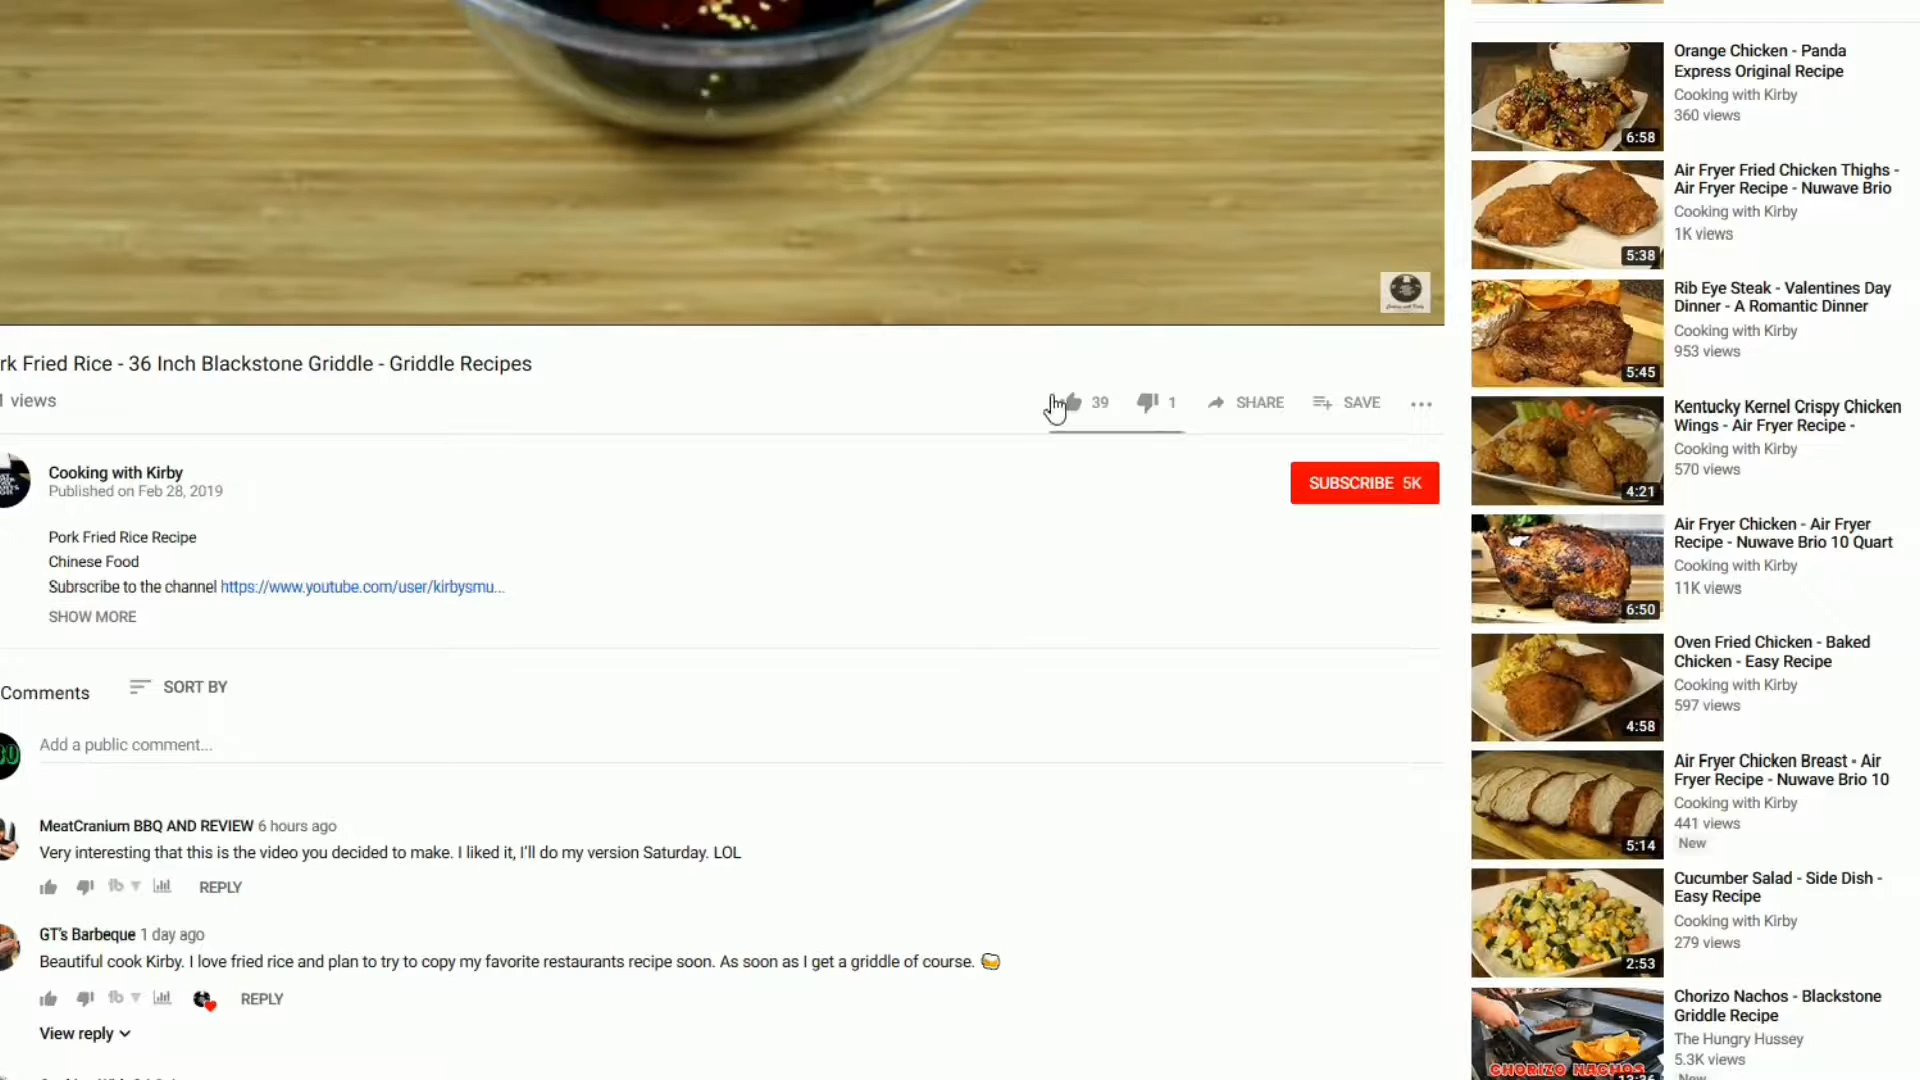 rk Fried Rice - 36 Inch Blackstone Griddle - Griddle Recipes
views
39
1
SHARE
SAVE
Cooking with Kirby
Published on Feb 28, 2019
SUBSCRIBE 5K
Pork Fried Rice Recipe
Chinese Food
Subrscribe to the channel https://www.youtube.com/user/kirbysmu...
SHOW MORE
Comments
SORT BY
Add a public comment...
MeatCranium BBQ AND REVIEW 6 hours ago
Very interesting that this is the video you decided to make. I liked it, I'll do my version Saturday. LOL
REPLY
GT's Barbeque 1 day ago
Beautiful cook Kirby. I love fried rice and plan to try to copy my favorite restaurants recipe soon. As soon as I get a griddle of course.
REPLY
View reply
Orange Chicken - Panda
Express Original Recipe
Cooking with Kirby
360 views
6:58
Air Fryer Fried Chicken Thighs -
Air Fryer Recipe - Nuwave Brio
Cooking with Kirby
1K views
5:38
Rib Eye Steak - Valentines Day
Dinner - A Romantic Dinner
Cooking with Kirby
953 views
5:45
Kentucky Kernel Crispy Chicken
Wings - Air Fryer Recipe -
Cooking with Kirby
570 views
4:21
Air Fryer Chicken - Air Fryer
Recipe - Nuwave Brio 10 Quart
Cooking with Kirby
11K views
6:50
Oven Fried Chicken - Baked
Chicken - Easy Recipe
Cooking with Kirby
597 views
4:58
Air Fryer Chicken Breast - Air
Fryer Recipe - Nuwave Brio 10
Cooking with Kirby
441 views
New
5:14
Cucumber Salad - Side Dish -
Easy Recipe
Cooking with Kirby
279 views
2:53
Chorizo Nachos - Blackstone
Griddle Recipe
The Hungry Hussey
5.3K views
New
CHORIZO NACHOS